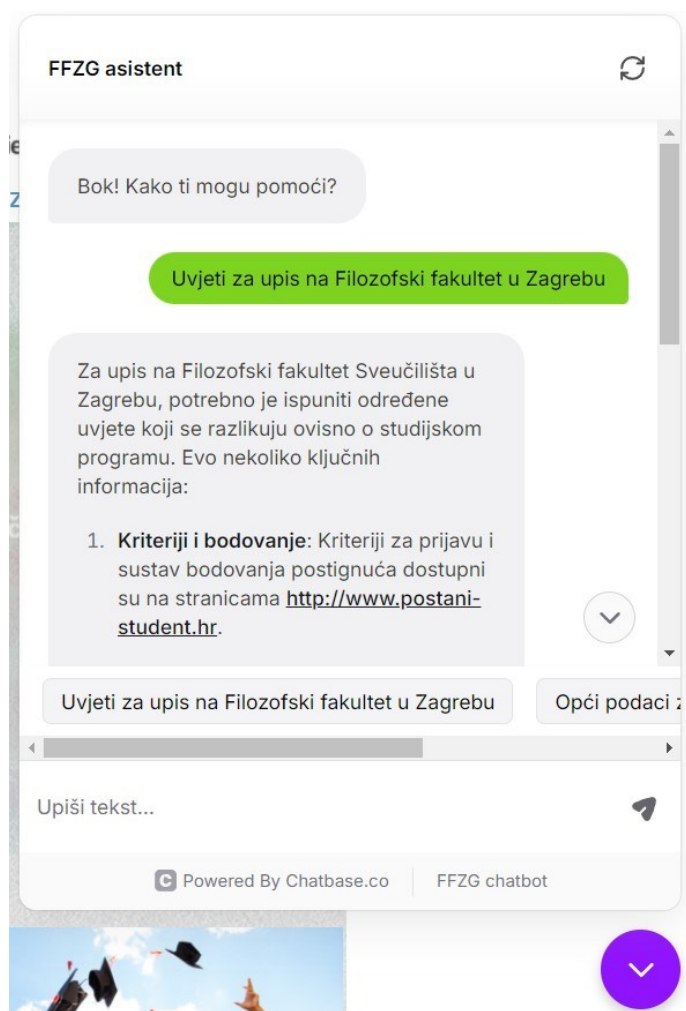 FFZG asistent
Bok! Kako ti mogu pomoći?
Uvjeti za upis na Filozofski fakultet u Zagrebu
Za upis na Filozofski fakultet Sveučilišta u
Zagrebu, potrebno je ispuniti određene
uvjete koji se razlikuju ovisno o studijskom
programu. Evo nekoliko ključnih
informacija:
1. Kriteriji i bodovanje: Kriteriji za prijavu i
sustav bodovanja postignuća dostupni
su na stranicama http://www.postani-
student.hr.
Uvjeti za upis na Filozofski fakultet u Zagrebu
Opći podaci
Upiši tekst...
C Powered By Chatbase.co
FFZG chatbot